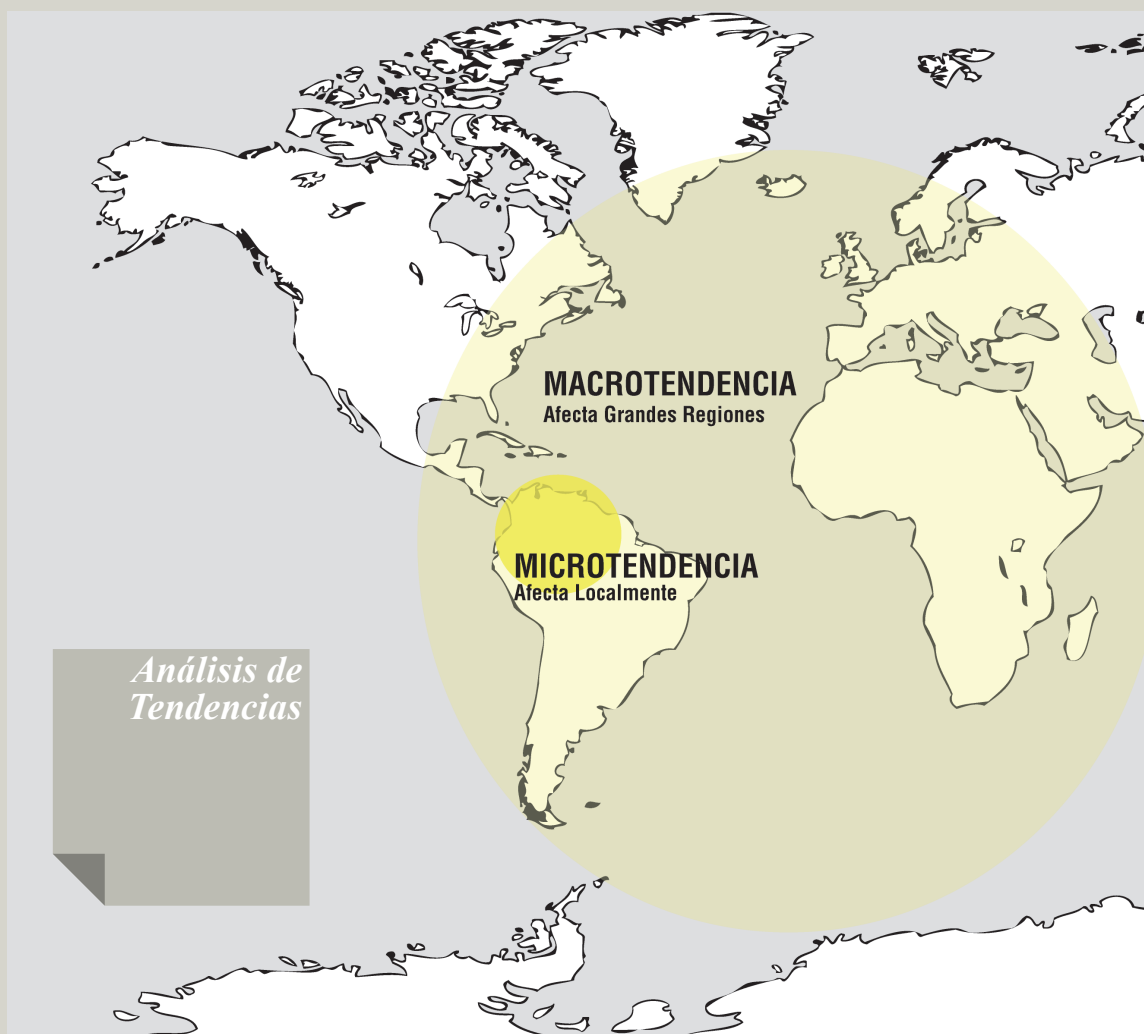 MACROTENDENCIA
Afecta Grandes Regiones
MICROTENDENCIA
Afecta Localmente
Análisis de
Tendencias